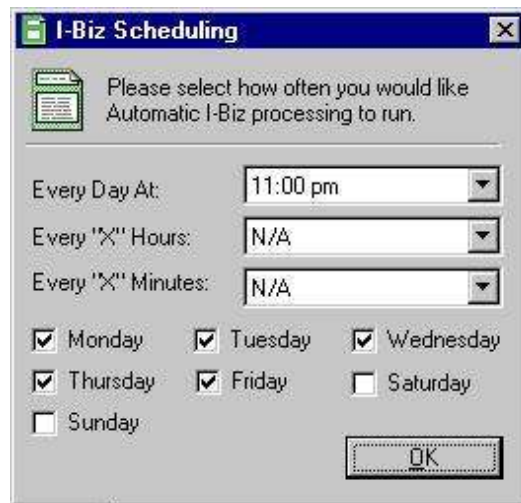 I-Biz Scheduling
Please select how often you would like
Automatic I-Biz processing to run.
Every Day At: 11:00 pm
Every "X" Hours: N/A
Every "X" Minutes: N/A
Monday Tuesday Wednesday
Thursday Friday Saturday
Sunday
OK